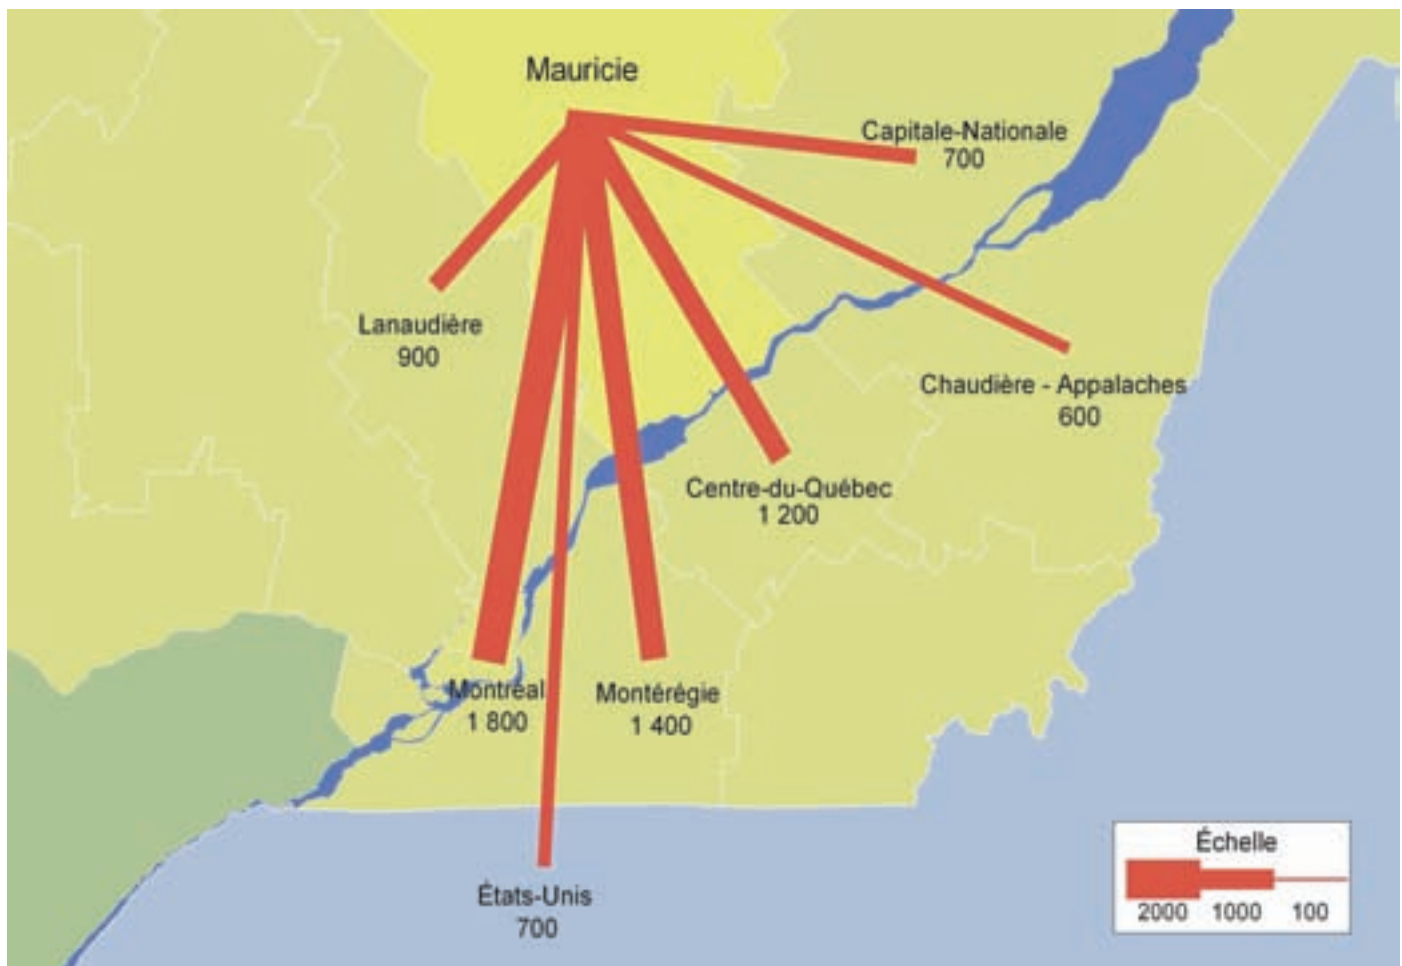 Mauricie
Capitale-Nationale
700
Lanaudière
900
Chaudière - Appalaches
600
Centre-du-Québec
1 200
Montréal
1 800
Montérégie
1 400
États-Unis
700
Échelle
2000 1000 100